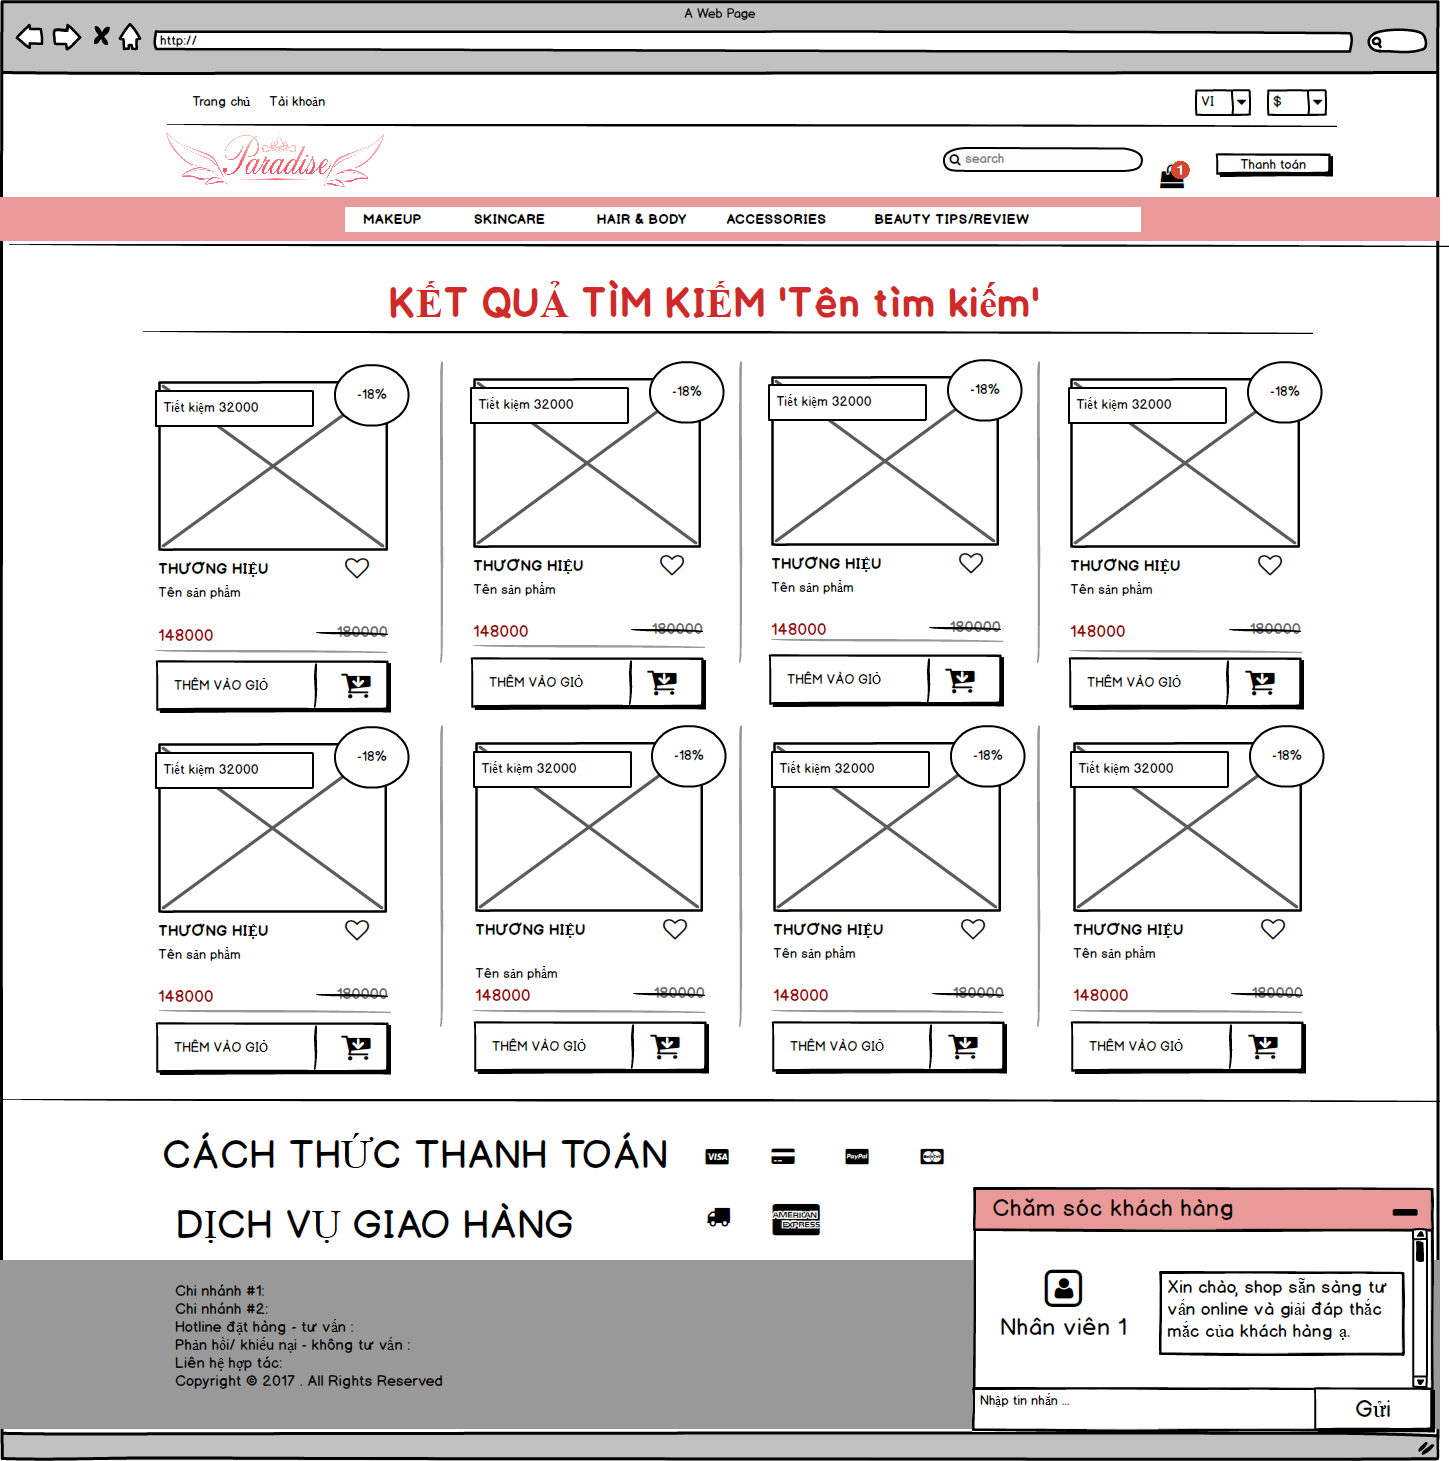 A Web Page
http://
Trang chủ Tài khoản VI $
Paradise search 1 Thanh toán
MAKEUP SKINCARE HAIR & BODY ACCESSORIES BEAUTY TIPS/REVIEW
KẾT QUẢ TÌM KIẾM 'Tên tìm kiếm'
Tiết kiệm 32000 -18% Tiết kiệm 32000 -18% Tiết kiệm 32000 -18% Tiết kiệm 32000 -18%
THƯƠNG HIỆU THƯƠNG HIỆU THƯƠNG HIỆU THƯƠNG HIỆU
Tên sản phẩm Tên sản phẩm Tên sản phẩm Tên sản phẩm
148000 180000 148000 180000 148000 180000 148000 180000
THÊM VÀO GIỎ THÊM VÀO GIỎ THÊM VÀO GIỎ THÊM VÀO GIỎ
Tiết kiệm 32000 -18% Tiết kiệm 32000 -18% Tiết kiệm 32000 -18% Tiết kiệm 32000 -18%
THƯƠNG HIỆU THƯƠNG HIỆU THƯƠNG HIỆU THƯƠNG HIỆU
Tên sản phẩm Tên sản phẩm Tên sản phẩm Tên sản phẩm
148000 180000 148000 180000 148000 180000 148000 180000
THÊM VÀO GIỎ THÊM VÀO GIỎ THÊM VÀO GIỎ THÊM VÀO GIỎ
CÁCH THỨC THANH TOÁN VISA PayPal
DỊCH VỤ GIAO HÀNG AMERICAN EXPRESS
Chi nhánh #1:
Chi nhánh #2:
Hotline đặt hàng - tư vấn :
Phản hồi/ khiếu nại - không tư vấn :
Liên hệ hợp tác:
Copyright © 2017 . All Rights Reserved
Chăm sóc khách hàng
Nhân viên 1
Xin chào, shop sẵn sàng tư
vấn online và giải đáp thắc
mắc của khách hàng ạ.
Nhập tin nhắn ...
Gửi